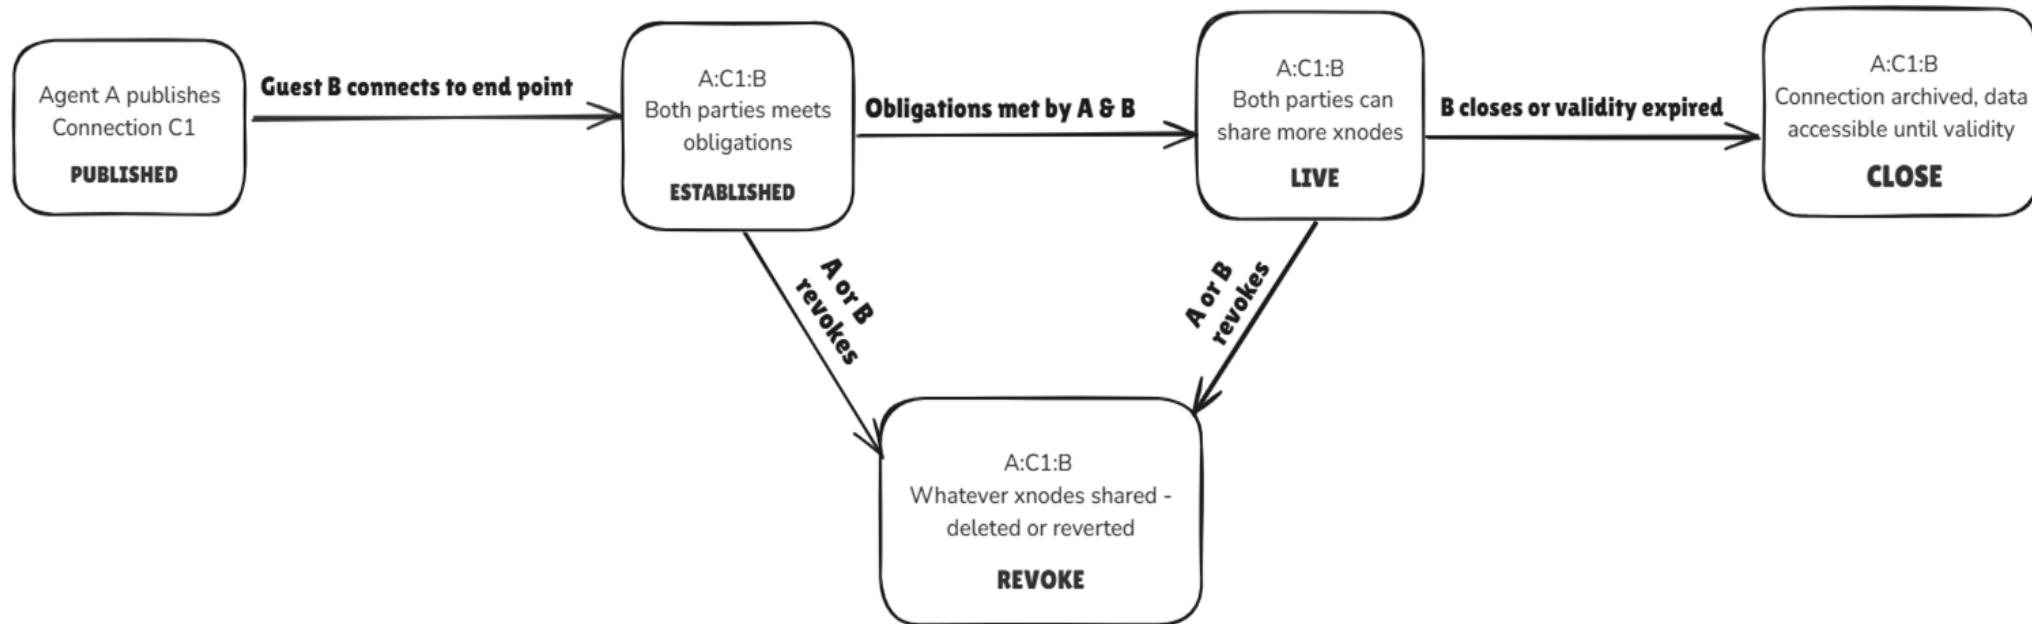 Agent A publishes
Connection C1
PUBLISHED
Guest B connects to end point
A:C1:B
Both parties meets
obligations
ESTABLISHED
Obligations met by A & B
A:C1:B
Both parties can
share more xnodes
LIVE
B closes or validity expired
A:C1:B
Connection archived, data
accessible until validity
CLOSE
A or B
revokes
A or B
revokes
A:C1:B
Whatever xnodes shared -
deleted or reverted
REVOKE